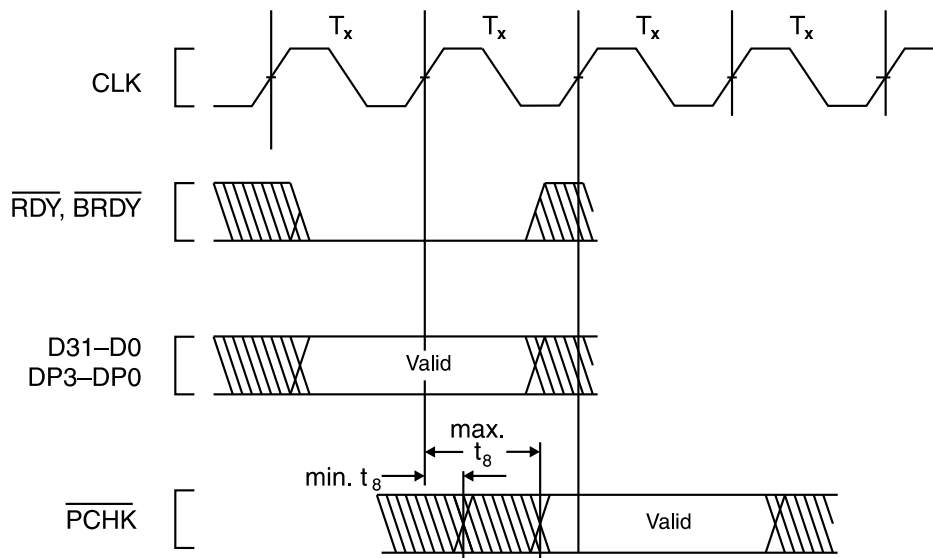 Tx Tx Tx Tx
CLK
RDY, BRDY
D31–D0
DP3–DP0
Valid
max.
t8
min. t8
PCHK
Valid